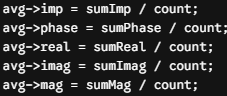 avg->imp = sumImp / count;
avg->phase = sumPhase / count;
avg->real = sumReal / count;
avg->imag = sumImag / count;
avg->mag = sumMag / count;